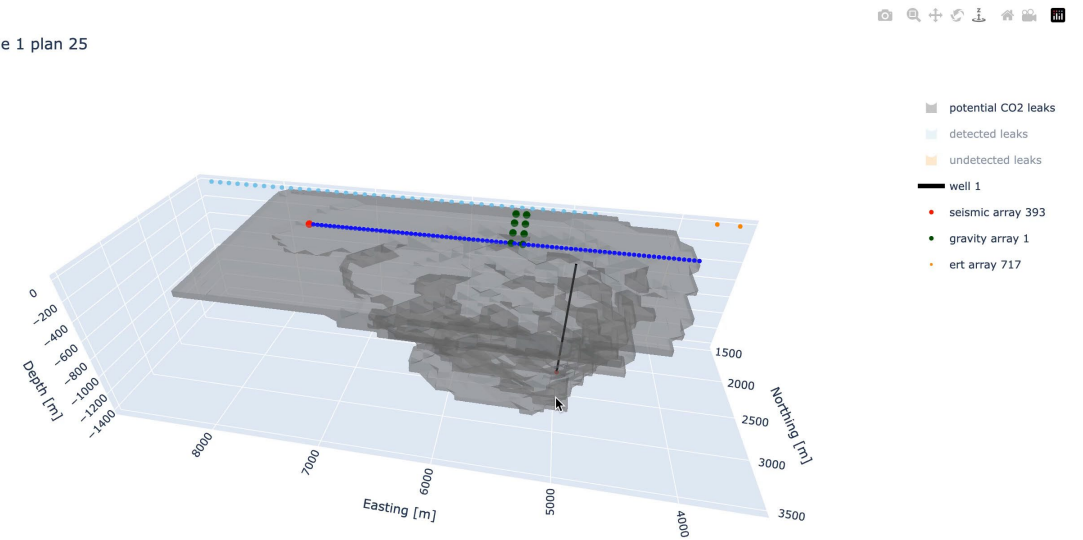 e 1 plan 25
potential CO2 leaks
detected leaks
undetected leaks
well 1
seismic array 393
gravity array 1
ert array 717
0
−200
−400
−600
−800
−1000
−1200
−1400
Depth [m]
8000
7000
6000
5000
4000
Easting [m]
1500
2000
2500
3000
3500
Northing [m]
z